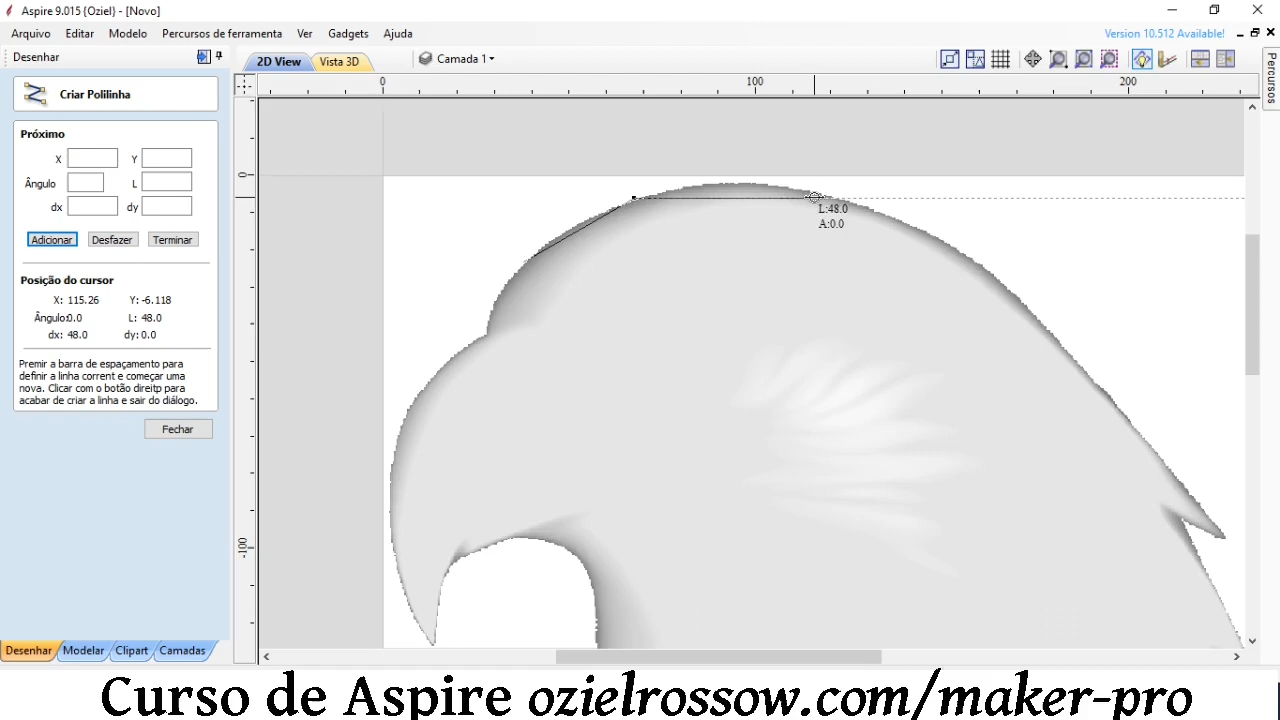 Aspire 9.015 {Oziel} - [Novo]
Arquivo Editar Modelo Percursos de ferramenta Ver Gadgets Ajuda
Version 10.512 Available!
Desenhar
2D View Vista 3D
Camada 1
Criar Polilinha
0 100 200
Percursos
Próximo
X Y
Ângulo L
dx dy
Adicionar Desfazer Terminar
Posição do cursor
X: 115.26 Y: -6.118
Ângulo:0.0 L: 48.0
dx: 48.0 dy: 0.0
Premir a barra de espaçamento para
definir a linha corrent e começar uma
nova. Clicar com o botão direitp para
acabar de criar a linha e sair do diálogo.
Fechar
0
-100
L:48.0
A:0.0
Desenhar Modelar Clipart Camadas
Curso de Aspire ozielrossow.com/maker-pro